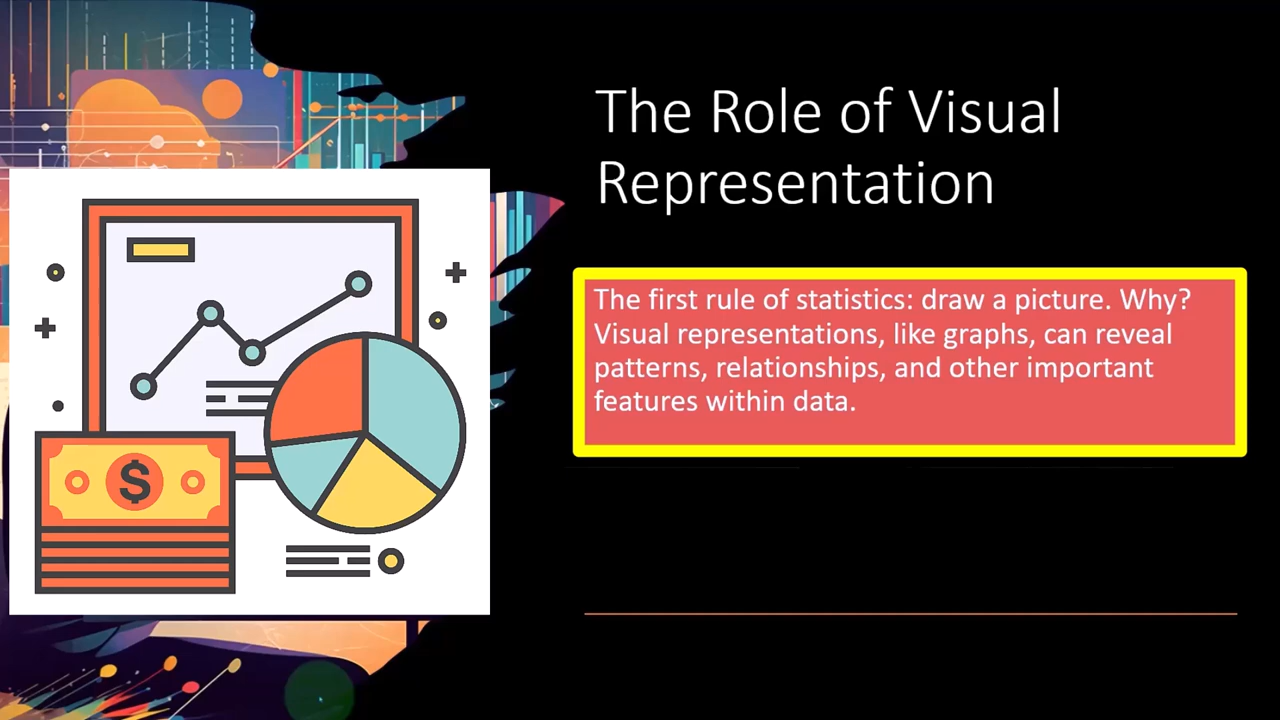 The Role of Visual
Representation
The first rule of statistics: draw a picture. Why?
Visual representations, like graphs, can reveal
patterns, relationships, and other important
features within data.
$